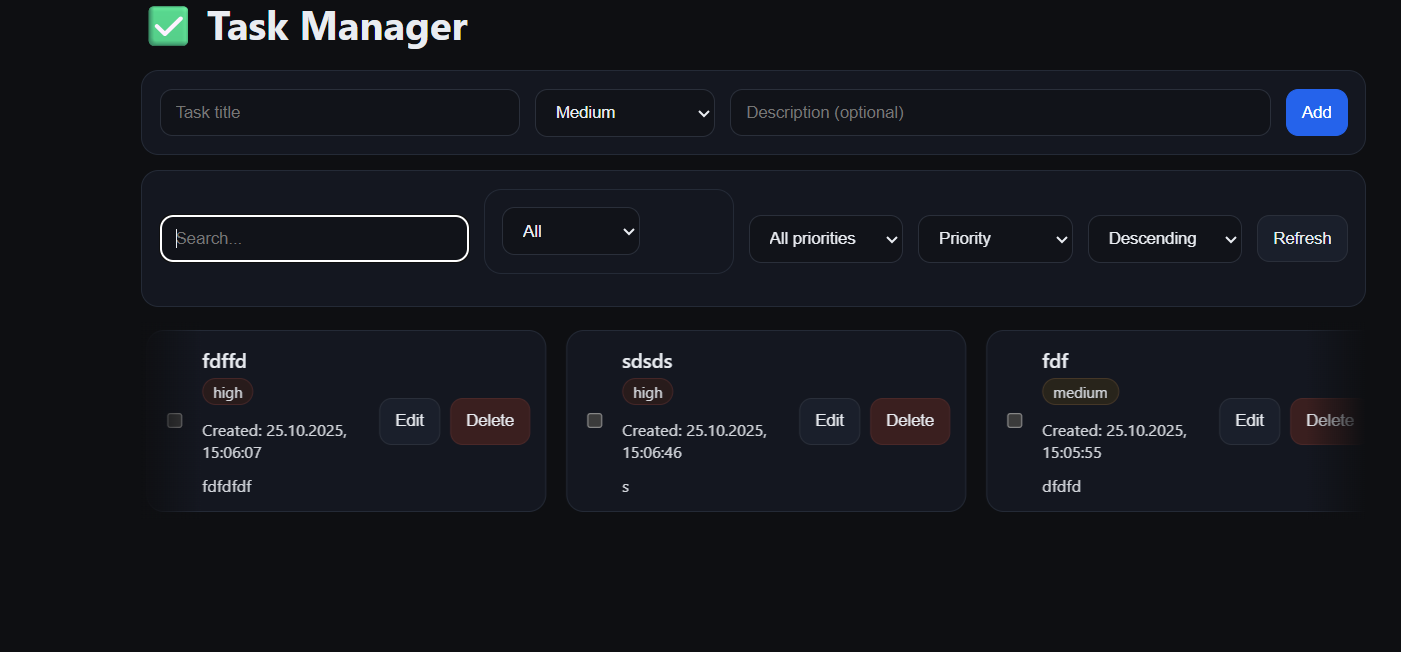 ✅ Task Manager
Task title
Medium
Description (optional)
Add
Search...
All
All priorities
Priority
Descending
Refresh
fdffd
high
Created: 25.10.2025,
15:06:07
fdfdfdf
Edit
Delete
sdsds
high
Created: 25.10.2025,
15:06:46
s
Edit
Delete
fdf
medium
Created: 25.10.2025,
15:05:55
dfdfd
Edit
Delete